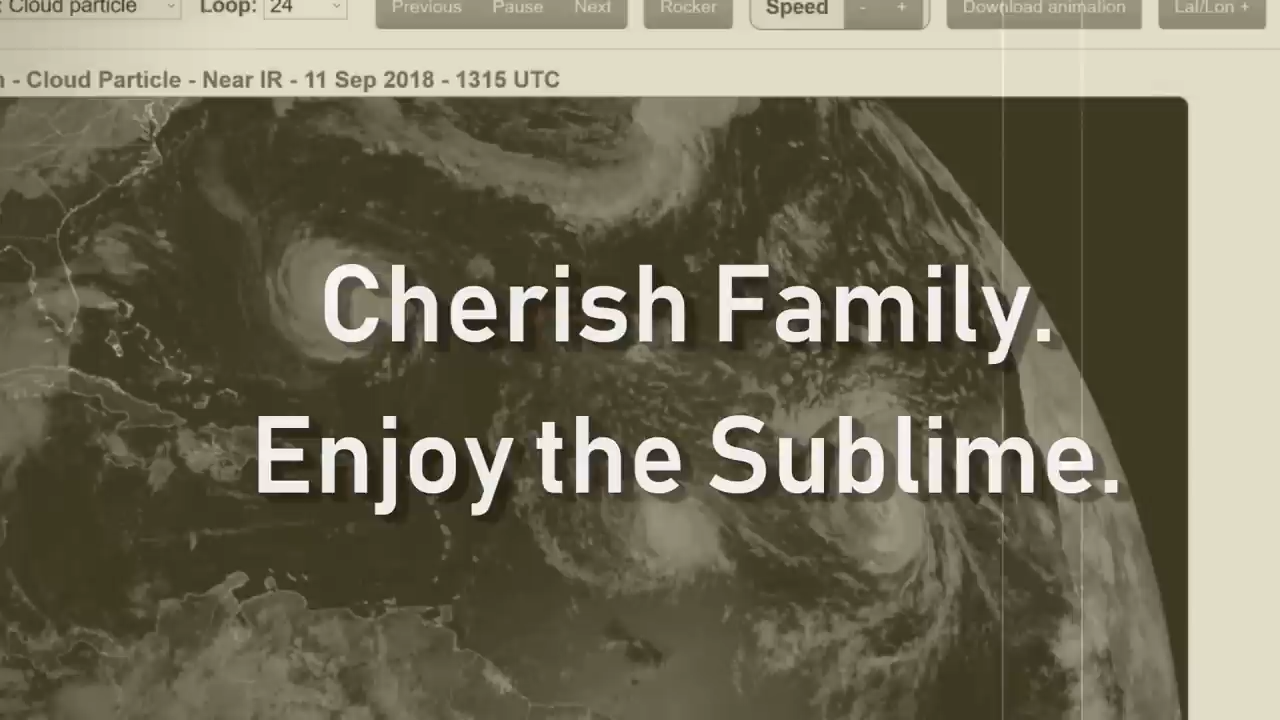 : Cloud particle Loop: 24 Previous Pause Next Rocker Speed - + Download animation Lal/Lon +
- Cloud Particle - Near IR - 11 Sep 2018 - 1315 UTC
Cherish Family.
Enjoy the Sublime.